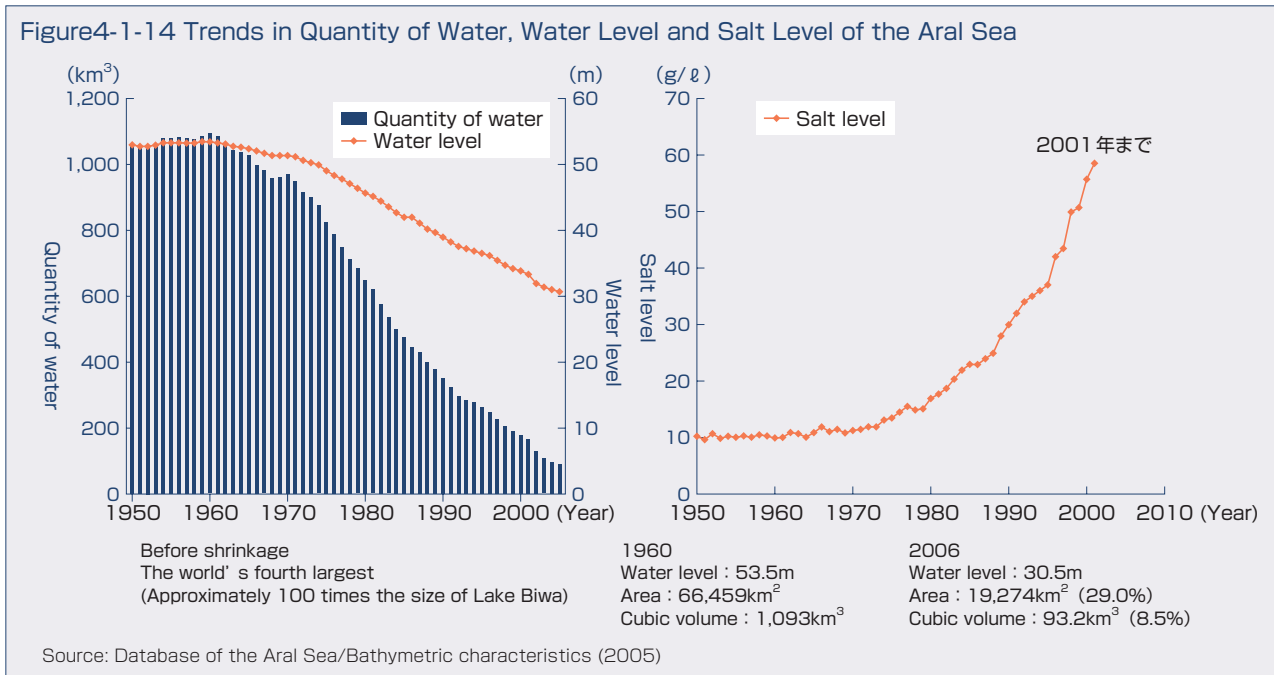 Figure4-1-14 Trends in Quantity of Water, Water Level and Salt Level of the Aral Sea
(km³)
(m)
1,200
1,000
800
600
400
200
0
Quantity of water
60
50
40
30
20
10
0
Water level
Quantity of water
Water level
1950 1960 1970 1980 1990 2000 (Year)
(g/ℓ)
70
60
50
40
30
20
10
0
Salt level
Salt level
2001年まで
1950 1960 1970 1980 1990 2000 2010 (Year)
Before shrinkage
The world's fourth largest
(Approximately 100 times the size of Lake Biwa)
1960
Water level：53.5m
Area：66,459km²
Cubic volume：1,093km³
2006
Water level：30.5m
Area：19,274km² (29.0%)
Cubic volume：93.2km³ (8.5%)
Source: Database of the Aral Sea/Bathymetric characteristics (2005)